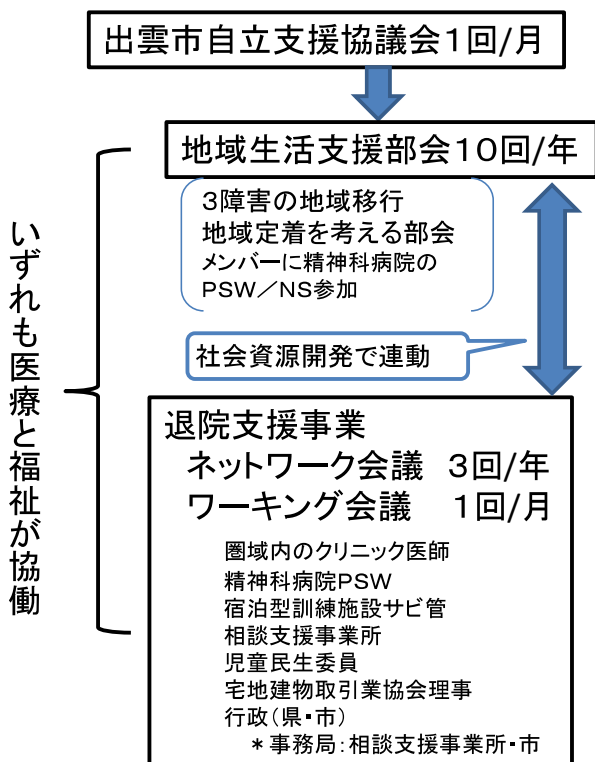 出雲市自立支援協議会１回/月
地域生活支援部会１０回/年
３障害の地域移行
地域定着を考える部会
メンバーに精神科病院の
ＰＳＷ／ＮＳ参加
いずれも医療と福祉が協働
社会資源開発で連動
退院支援事業
ネットワーク会議　３回/年
ワーキング会議　１回/月
圏域内のクリニック医師
精神科病院ＰＳＷ
宿泊型訓練施設サビ管
相談支援事業所
児童民生委員
宅地建物取引業協会理事
行政（県・市）
＊事務局：相談支援事業所・市